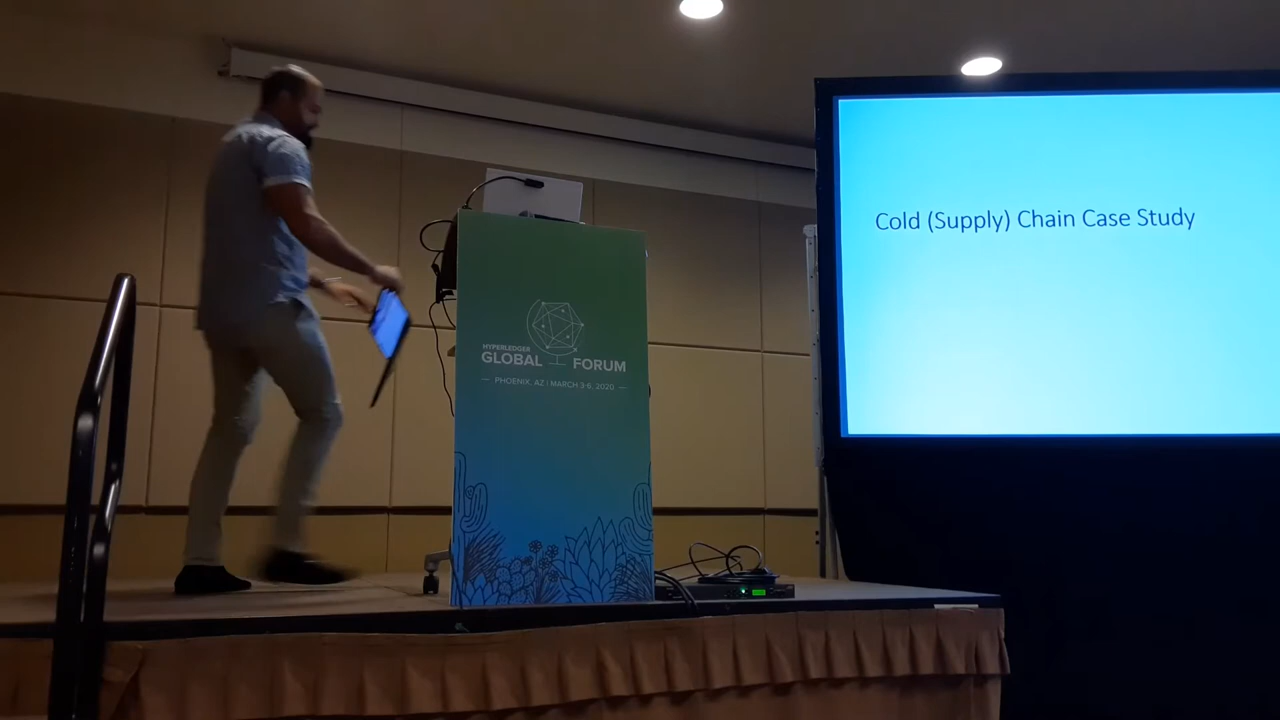 Cold (Supply) Chain Case Study
HYPERLEDGER
GLOBAL FORUM
PHOENIX, AZ | MARCH 3-6, 2020